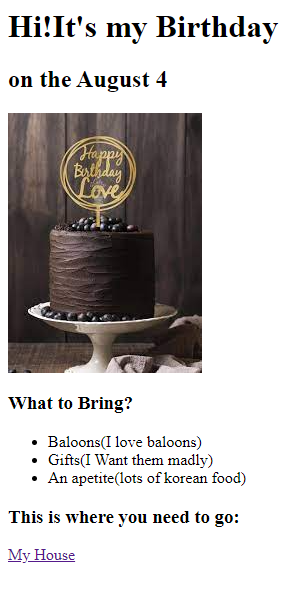 Hi!It's my Birthday
on the August 4
Happy
Birthday
Love
What to Bring?
Baloons(I love baloons)
Gifts(I Want them madly)
An apetite(lots of korean food)
This is where you need to go:
My House